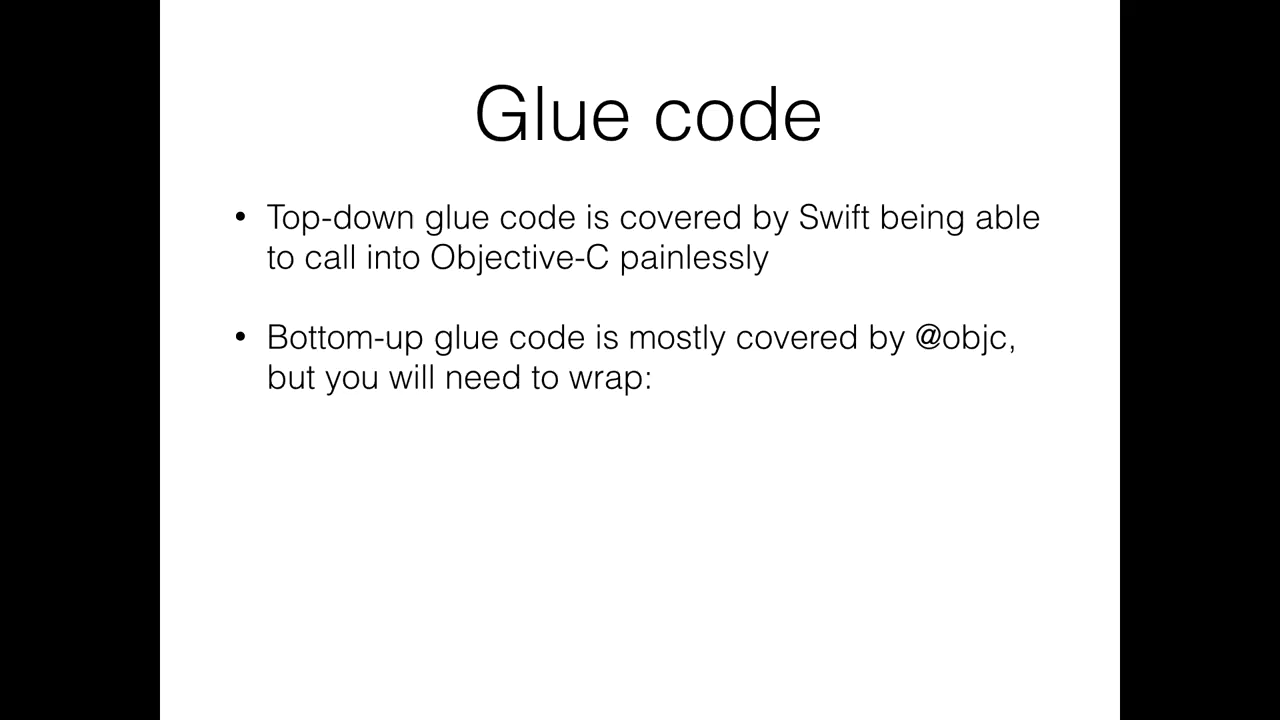 Glue code
• Top-down glue code is covered by Swift being able
to call into Objective-C painlessly
• Bottom-up glue code is mostly covered by @objc,
but you will need to wrap: